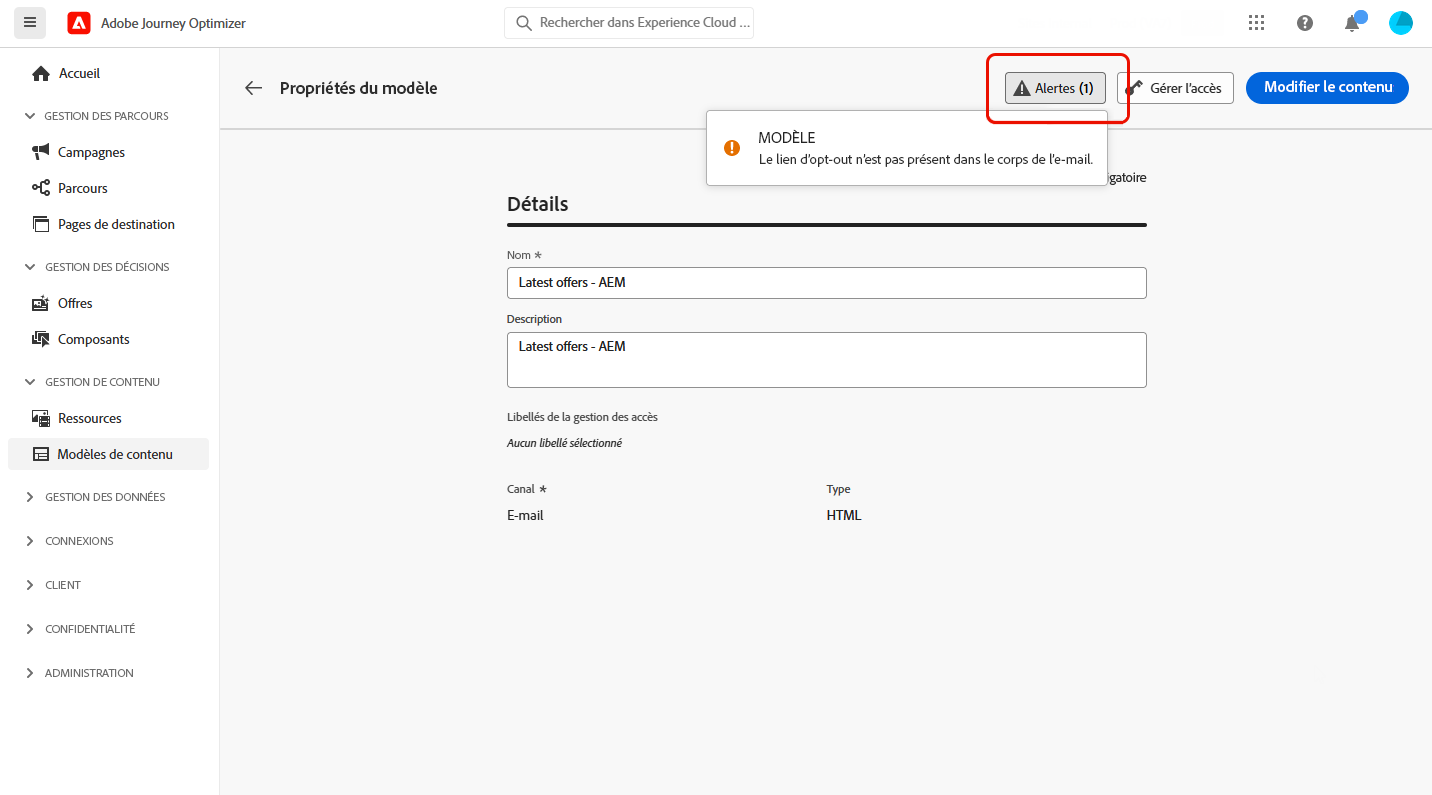 Adobe Journey Optimizer
Rechercher dans Experience Cloud ...
Accueil
GESTION DES PARCOURS
Campagnes
Parcours
Pages de destination
GESTION DES DÉCISIONS
Offres
Composants
GESTION DE CONTENU
Ressources
Modèles de contenu
GESTION DES DONNÉES
CONNEXIONS
CLIENT
CONFIDENTIALITÉ
ADMINISTRATION
Propriétés du modèle
Alertes (1)
Gérer l'accès
Modifier le contenu
MODÈLE
Le lien d'opt-out n'est pas présent dans le corps de l'e-mail.
igatoire
Détails
Nom *
Latest offers - AEM
Description
Latest offers - AEM
Libellés de la gestion des accès
Aucun libellé sélectionné
Canal *
Type
E-mail
HTML